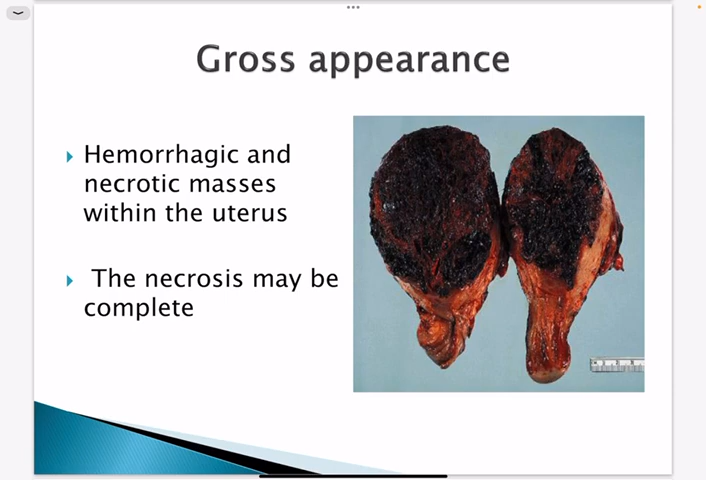 Gross appearance
Hemorrhagic and
necrotic masses
within the uterus
The necrosis may be
complete